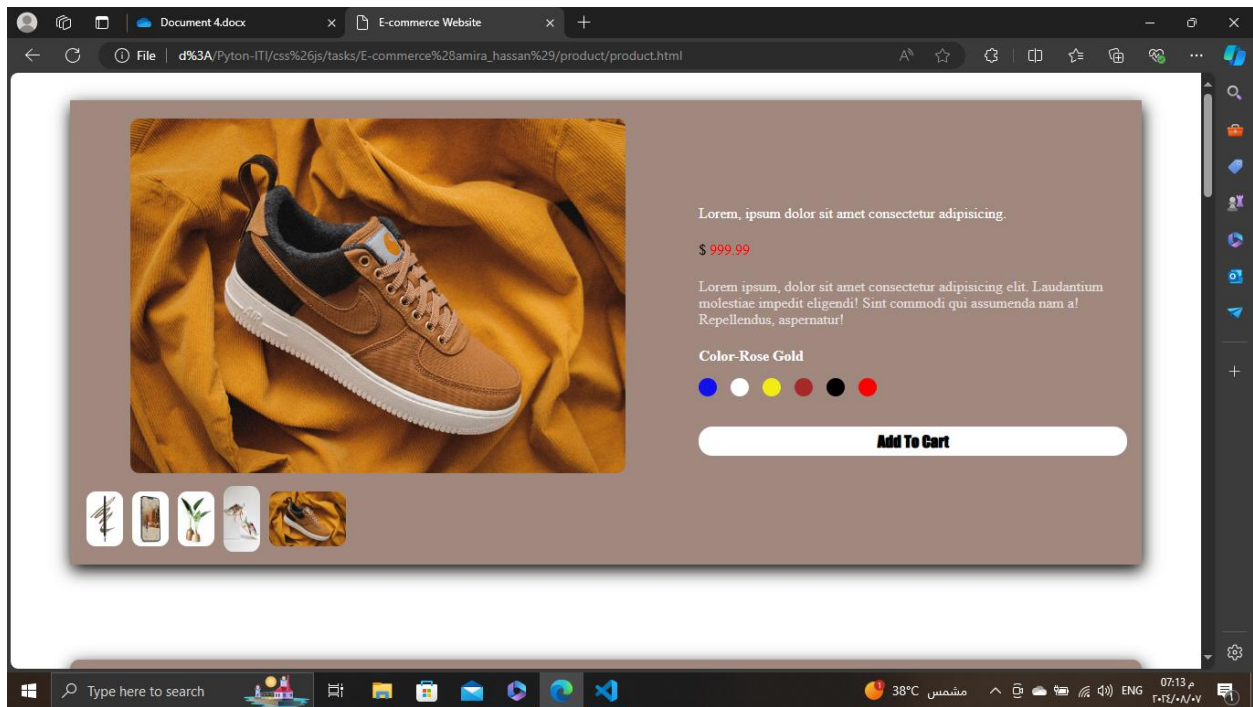 Document 4.docx
E-commerce Website
File
d%3A/Pyton-ITI/css%26js/tasks/E-commerce%28amira_hassan%29/product/product.html
AIR
Lorem, ipsum dolor sit amet consectetur adipisicing.
$ 999.99
Lorem ipsum, dolor sit amet consectetur adipisicing elit. Laudantium
molestiae impedit eligendi! Sint commodi qui assumenda nam a!
Repellendus, aspernatur!
Color-Rose Gold
Add To Cart
Type here to search
1
38°C مشمس
ENG
07:13 م
٢٠٢٤/٠٨/٠٧
1